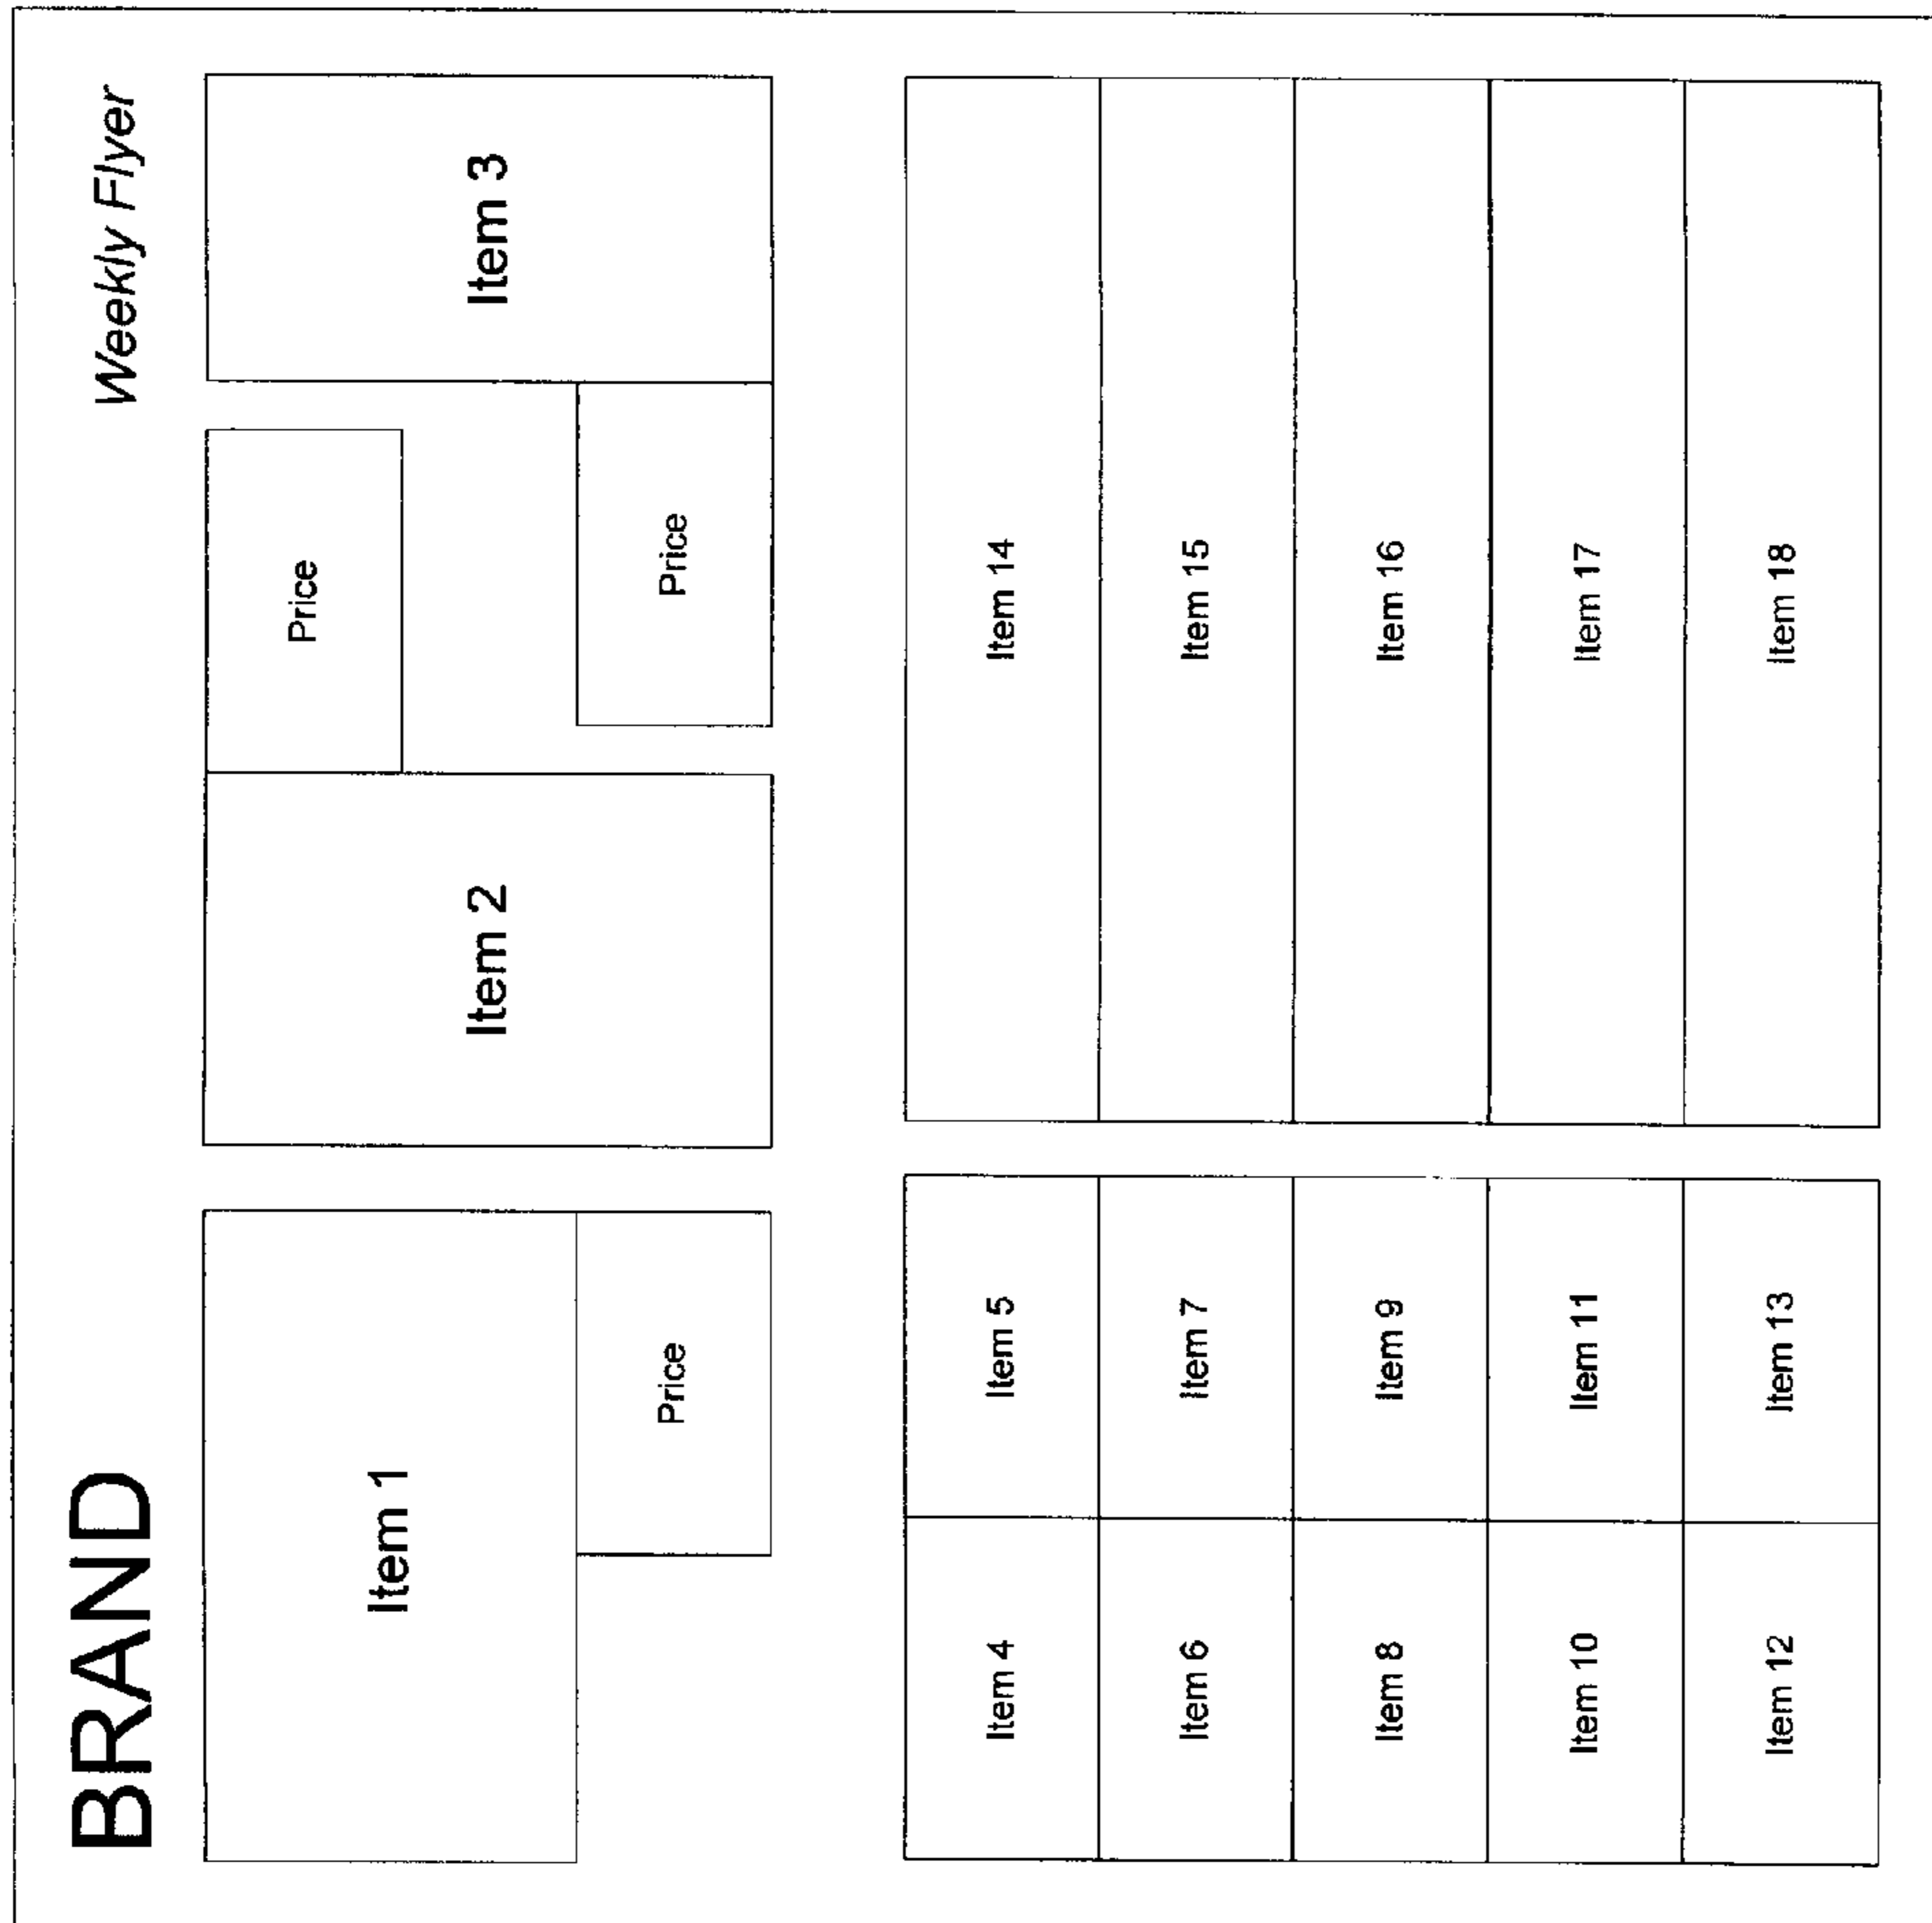 BRAND
Weekly Flyer
Item 1
Price
Item 2
Price
Item 3
Price
Item 4
Item 5
Item 6
Item 7
Item 8
Item 9
Item 10
Item 11
Item 12
Item 13
Item 14
Item 15
Item 16
Item 17
Item 18